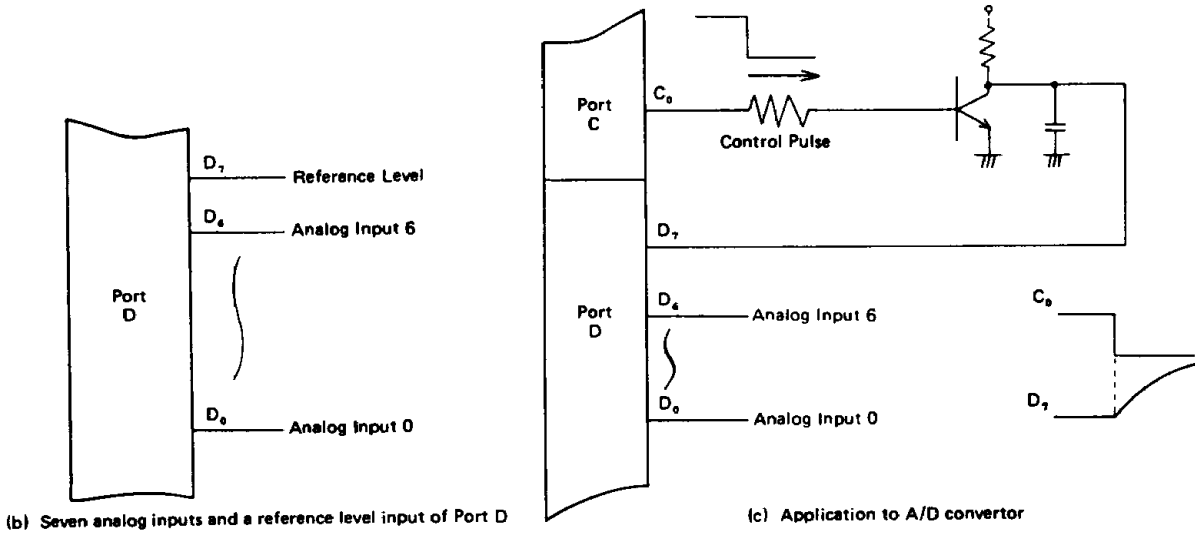 Port
D
D₇
Reference Level
D₆
Analog Input 6
D₀
Analog Input 0
(b) Seven analog inputs and a reference level input of Port D
Port
C
C₀
Control Pulse
D₇
Port
D
D₆
Analog Input 6
D₀
Analog Input 0
C₀
D₇
(c) Application to A/D convertor